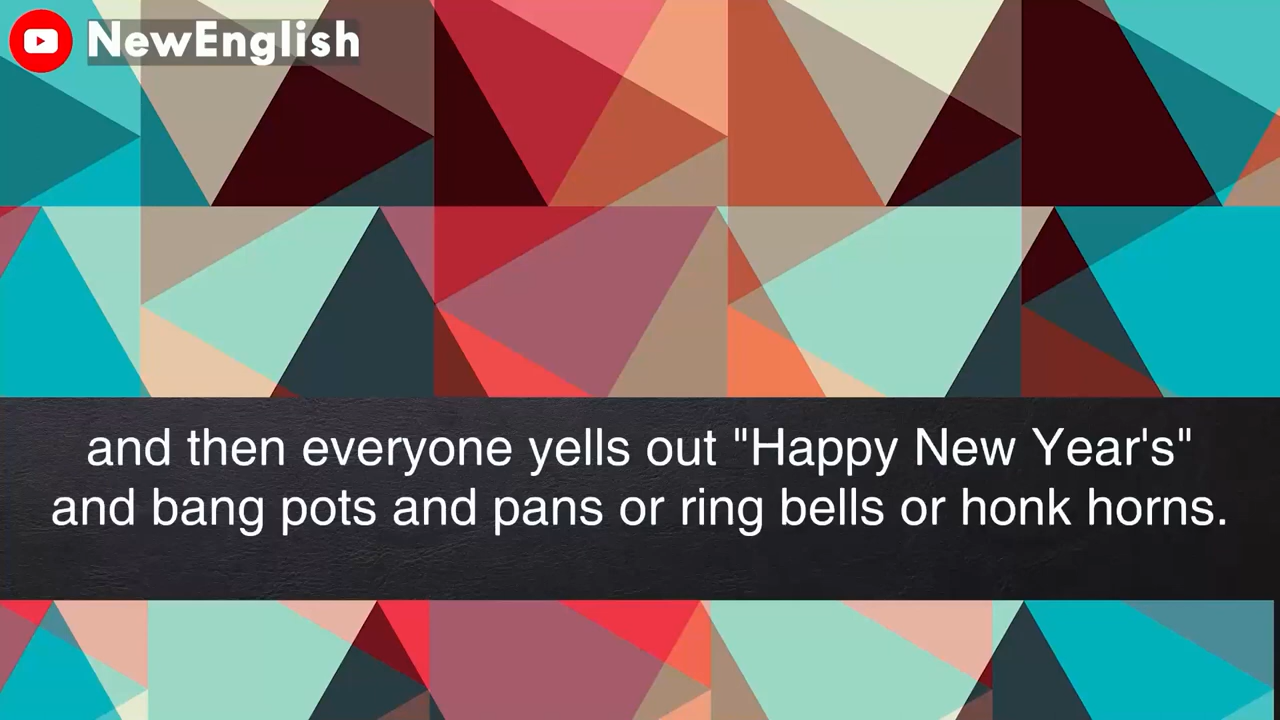 NewEnglish
and then everyone yells out "Happy New Year's"
and bang pots and pans or ring bells or honk horns.